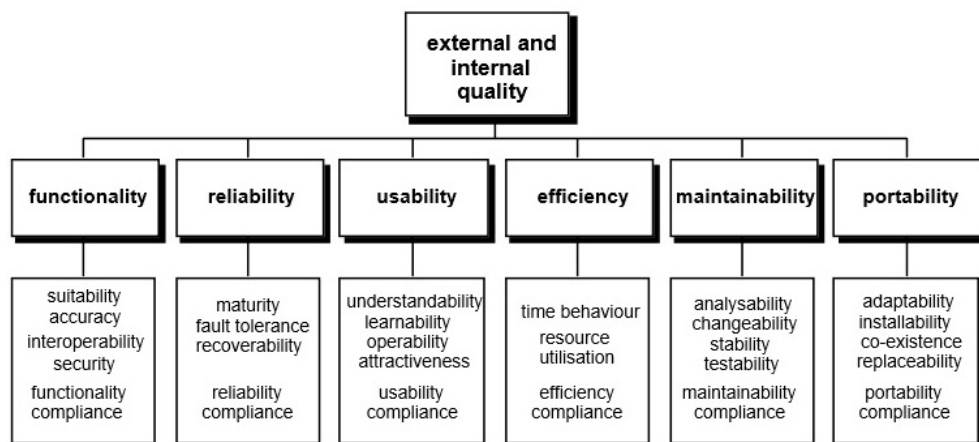 external and
internal
quality
functionality
reliability
usability
efficiency
maintainability
portability
suitability
accuracy
interoperability
security
functionality
compliance
maturity
fault tolerance
recoverability
reliability
compliance
understandability
learnability
operability
attractiveness
usability
compliance
time behaviour
resource
utilisation
efficiency
compliance
analysability
changeability
stability
testability
maintainability
compliance
adaptability
installability
co-existence
replaceability
portability
compliance